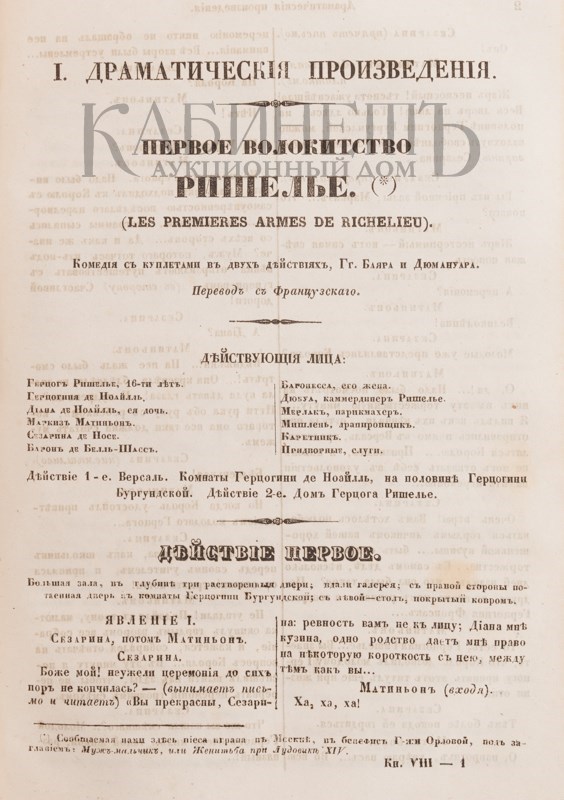 I. ДРАМАТИЧЕСКІЯ ПРОИЗВЕДЕНІЯ.
КАБИНЕТЪ
АУКЦИОННЫЙ ДОМ
ПЕРВОЕ ВОЛОКИТСТВО
РИШЕЛЬЕ. (*)
(LES PREMIERES ARMES DE RICHELIEU).
Комедія съ куплетами въ двухъ дѣйствіяхъ, Гг. Баяра и Дюмануара.
Переводъ съ Французскаго.
ДѢЙСТВУЮЩІЯ ЛИЦА:
Герцогъ Ришелье, 16-ти лѣтъ.
Герцогиня де Ноайлль.
Діана де Ноайлль, ея дочь.
Маркизъ Матиньонъ.
Сезарина де Носе.
Баронъ де Белль-Шассъ.
Баронесса, его жена.
Дюбуа, каммердинеръ Ришелье.
Мерлакъ, парикмахеръ.
Мишлень, драпировщикъ.
Каретникъ.
Придворные, слуги.
Дѣйствіе 1-е. Версаль. Комнаты Герцогини де Ноайлль, на половинѣ Герцогини
Бургундской. Дѣйствіе 2-е. Домъ Герцога Ришелье.
ДѢЙСТВІЕ ПЕРВОЕ.
Большая зала, въ глубинѣ три растворенныя двери; вдали галерея; съ правой стороны по-
таенная дверь въ комнаты Герцогини Бургундской; съ лѣвой—столъ, покрытый ковромъ.
ЯВЛЕНІЕ I.
Сезарина, потомъ Матиньонъ.
Сезарина.
Боже мой! неужели церемонія до сихъ
поръ не кончилась? — (вынимаетъ пись-
мо и читаетъ) «Вы прекрасны, Сезари-
на: ревность вамъ не къ лицу; Діана мнѣ
кузина, одно родство даетъ мнѣ право
на нѣкоторую короткость съ нею, между
тѣмъ какъ вы...
Матиньонъ (входя).
Ха, ха, ха!
(*) Сообщаемая нами здѣсь піеса играна въ Москвѣ, въ бенефисъ Г-жи Орловой, подъ за-
главіемъ: Мужъ-мальчикъ, или Женитьба при Лудовикѣ XIV.
Кн. VIII — 1